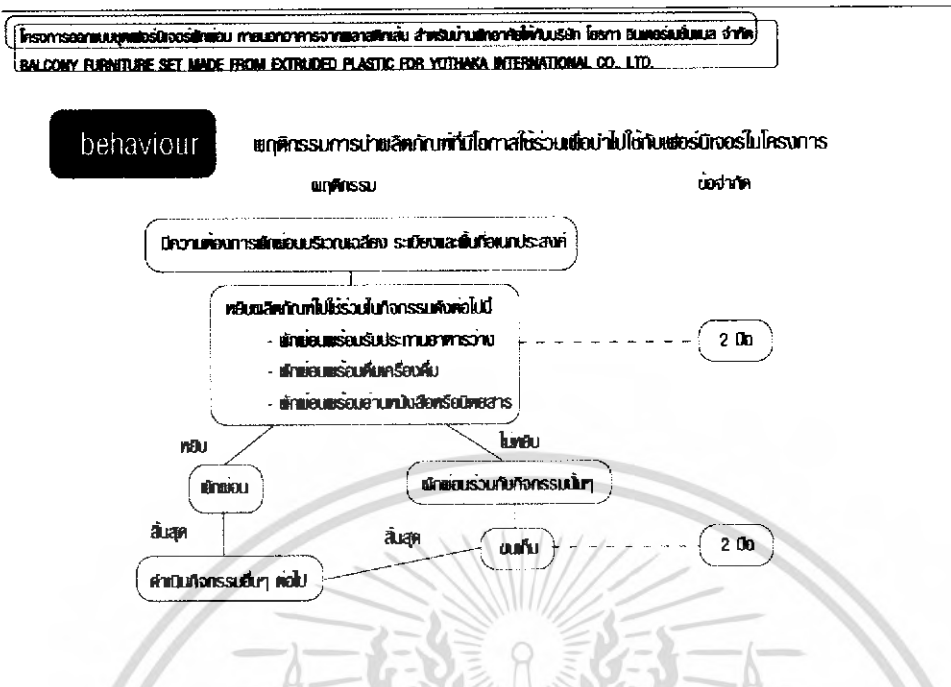 โครงการออกแบบชุดเฟอร์นิเจอร์พักผ่อน ภายนอกอาคารจากพลาสติกเส้น สำหรับบ้านพักอาศัยให้กับบริษัท โยธกา อินเตอร์เนชั่นแนล จำกัด
BALCONY FURNITURE SET MADE FROM EXTRUDED PLASTIC FOR YOTHAKA INTERNATIONAL CO., LTD.
behaviour
พฤติกรรมการนำผลิตภัณฑ์ที่มีโอกาสใช้ร่วมเพื่อนำไปใช้กับเฟอร์นิเจอร์ในโครงการ
พฤติกรรม
ข้อจำกัด
มีความต้องการพักผ่อนบริเวณเฉลียง ระเบียงและพื้นที่อเนกประสงค์
หยิบผลิตภัณฑ์ไปใช้ร่วมในกิจกรรมดังต่อไปนี้
- พักผ่อนพร้อมรับประทานอาหารว่าง
2 มือ
- พักผ่อนพร้อมดื่มเครื่องดื่ม
- พักผ่อนพร้อมอ่านหนังสือหรือนิตยสาร
หยิบ
ไม่หยิบ
พักผ่อน
พักผ่อนร่วมกับกิจกรรมนั้นๆ
สิ้นสุด
สิ้นสุด
ขนเก็บ
2 มือ
ดำเนินกิจกรรมอื่นๆ ต่อไป